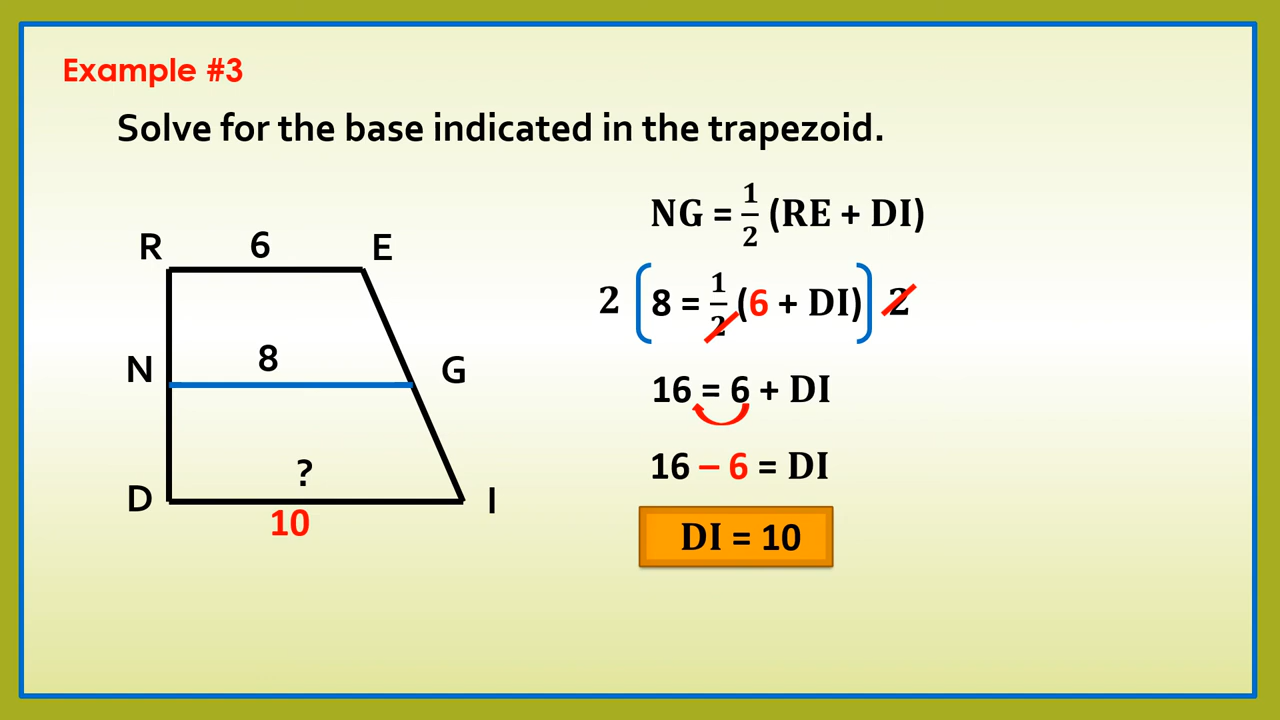 Example #3
Solve for the base indicated in the trapezoid.
NG = 1/2 (RE + DI)
R 6 E
2 [8 = 1/2 (6 + DI)] 2
N 8 G
16 = 6 + DI
16 – 6 = DI
D ? I
10
DI = 10